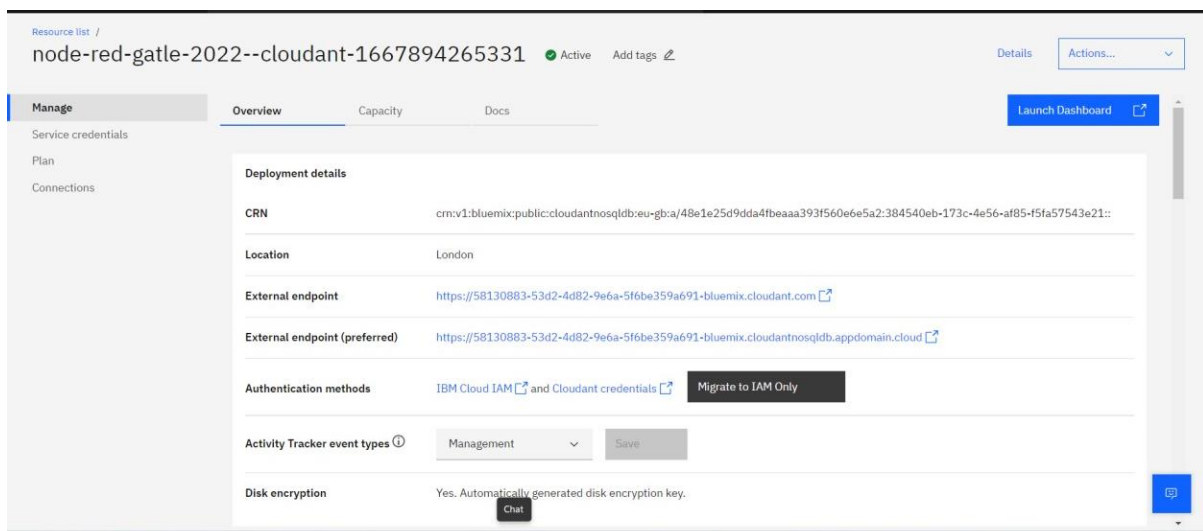 Resource list /
node-red-gatle-2022--cloudant-1667894265331 Active Add tags Details Actions...
Manage
Service credentials
Plan
Connections
Overview Capacity Docs Launch Dashboard
Deployment details
CRN crn:v1:bluemix:public:cloudantnosqldb:eu-gb:a/48e1e25d9dda4fbeaaa393f560e6e5a2:384540eb-173c-4e56-af85-f5fa57543e21::
Location London
External endpoint https://58130883-53d2-4d82-9e6a-5f6be359a691-bluemix.cloudant.com
External endpoint (preferred) https://58130883-53d2-4d82-9e6a-5f6be359a691-bluemix.cloudantnosqldb.appdomain.cloud
Authentication methods IBM Cloud IAM and Cloudant credentials Migrate to IAM Only
Activity Tracker event types Management Save
Disk encryption Yes. Automatically generated disk encryption key.
Chat